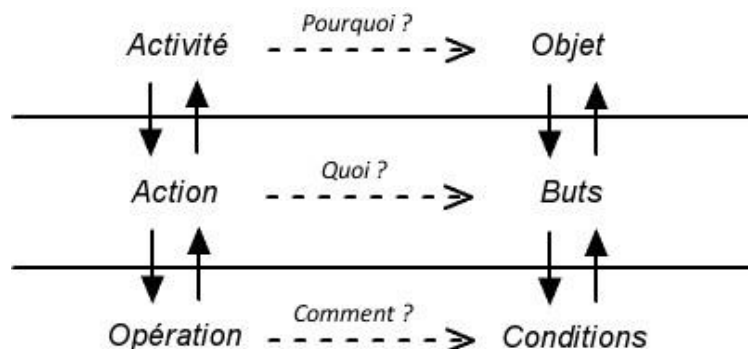 Activité Pourquoi ? Objet
Action Quoi ? Buts
Opération Comment ? Conditions